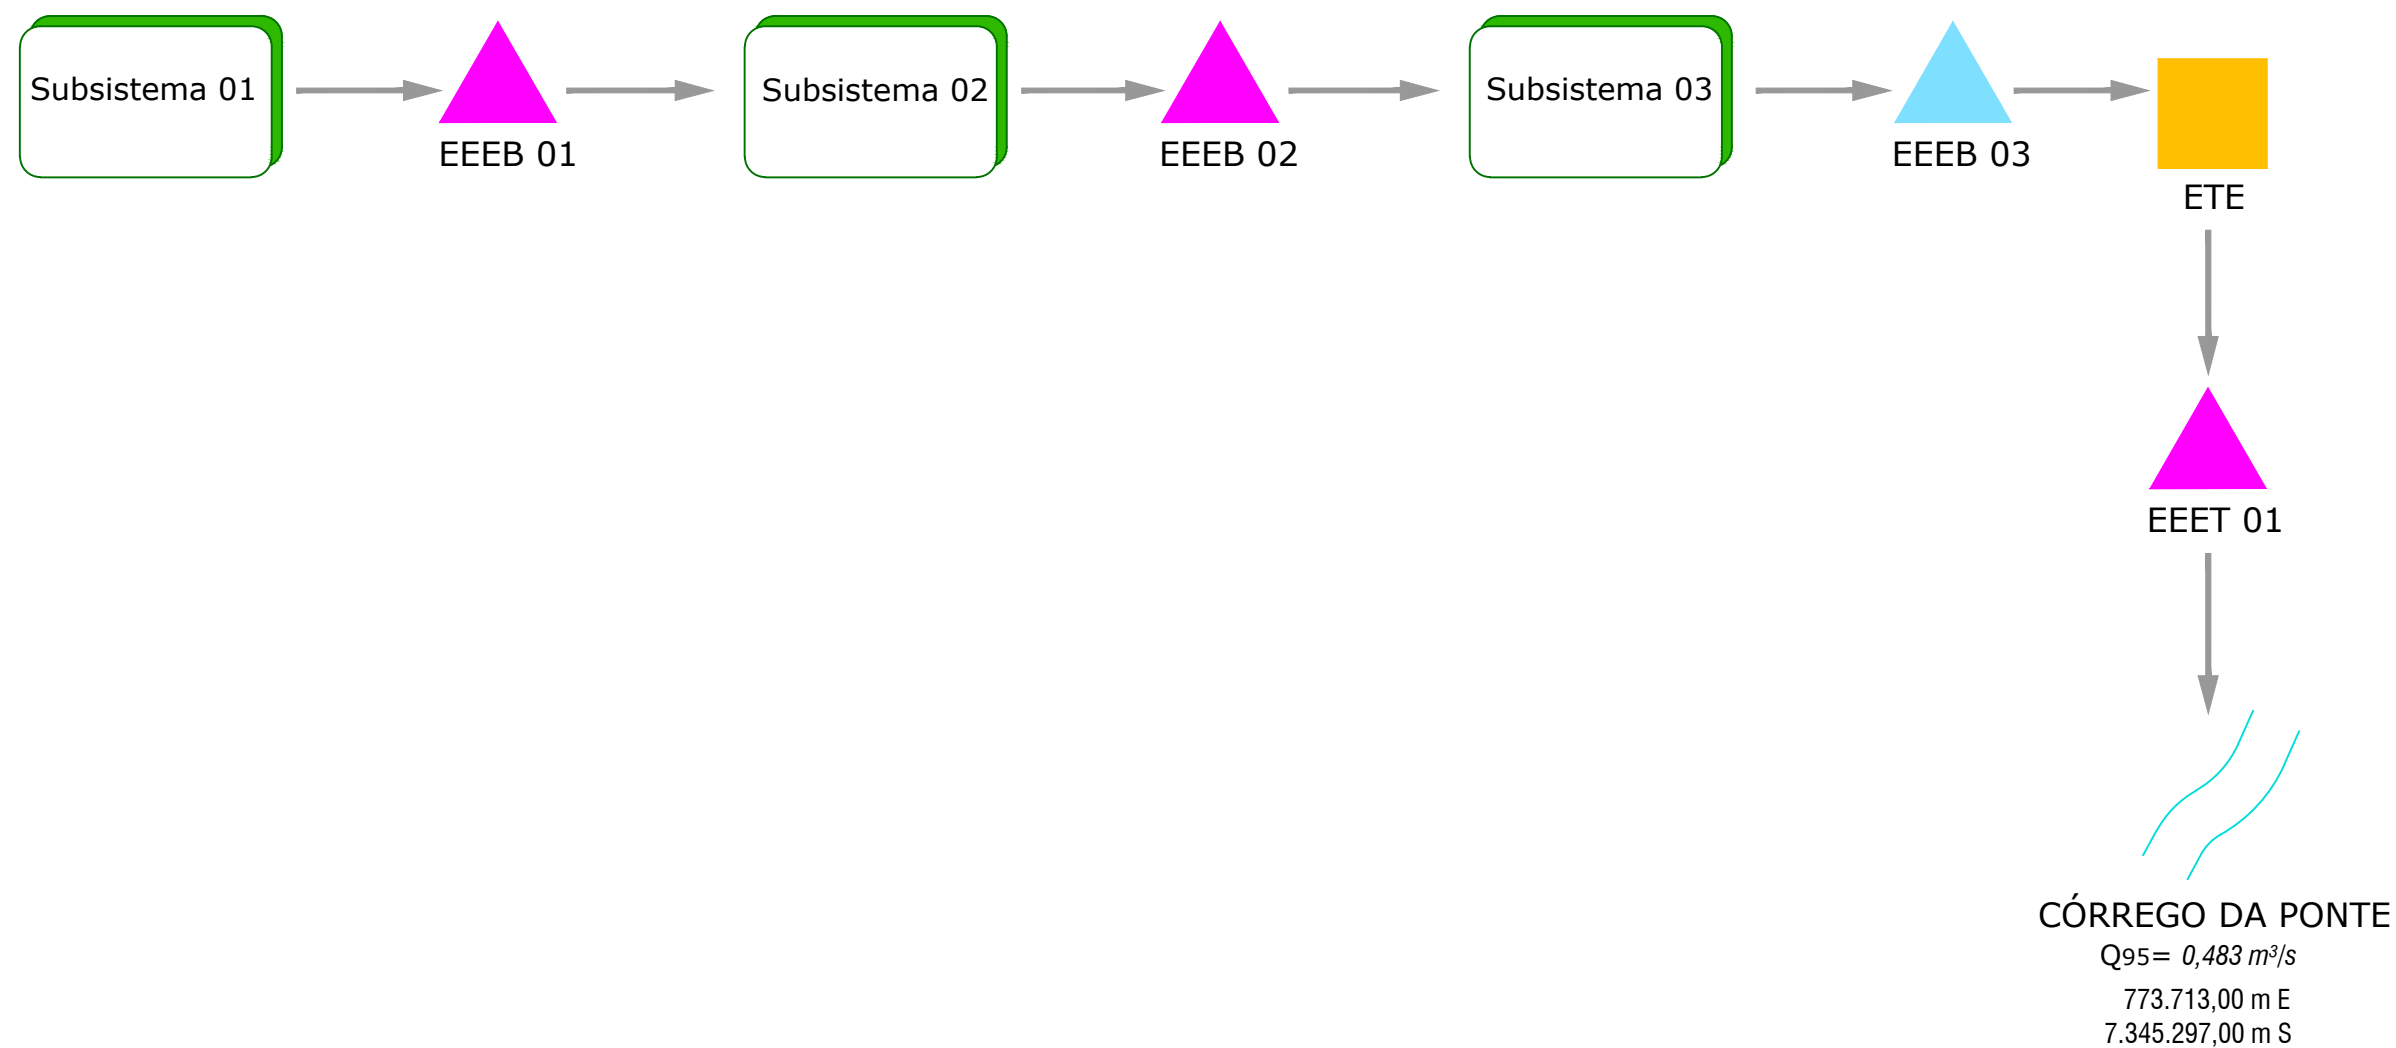 Subsistema 01
EEEB 01
Subsistema 02
EEEB 02
Subsistema 03
EEEB 03
ETE
EEET 01
CÓRREGO DA PONTE
Q95= 0,483 m³/s
773.713,00 m E
7.345.297,00 m S